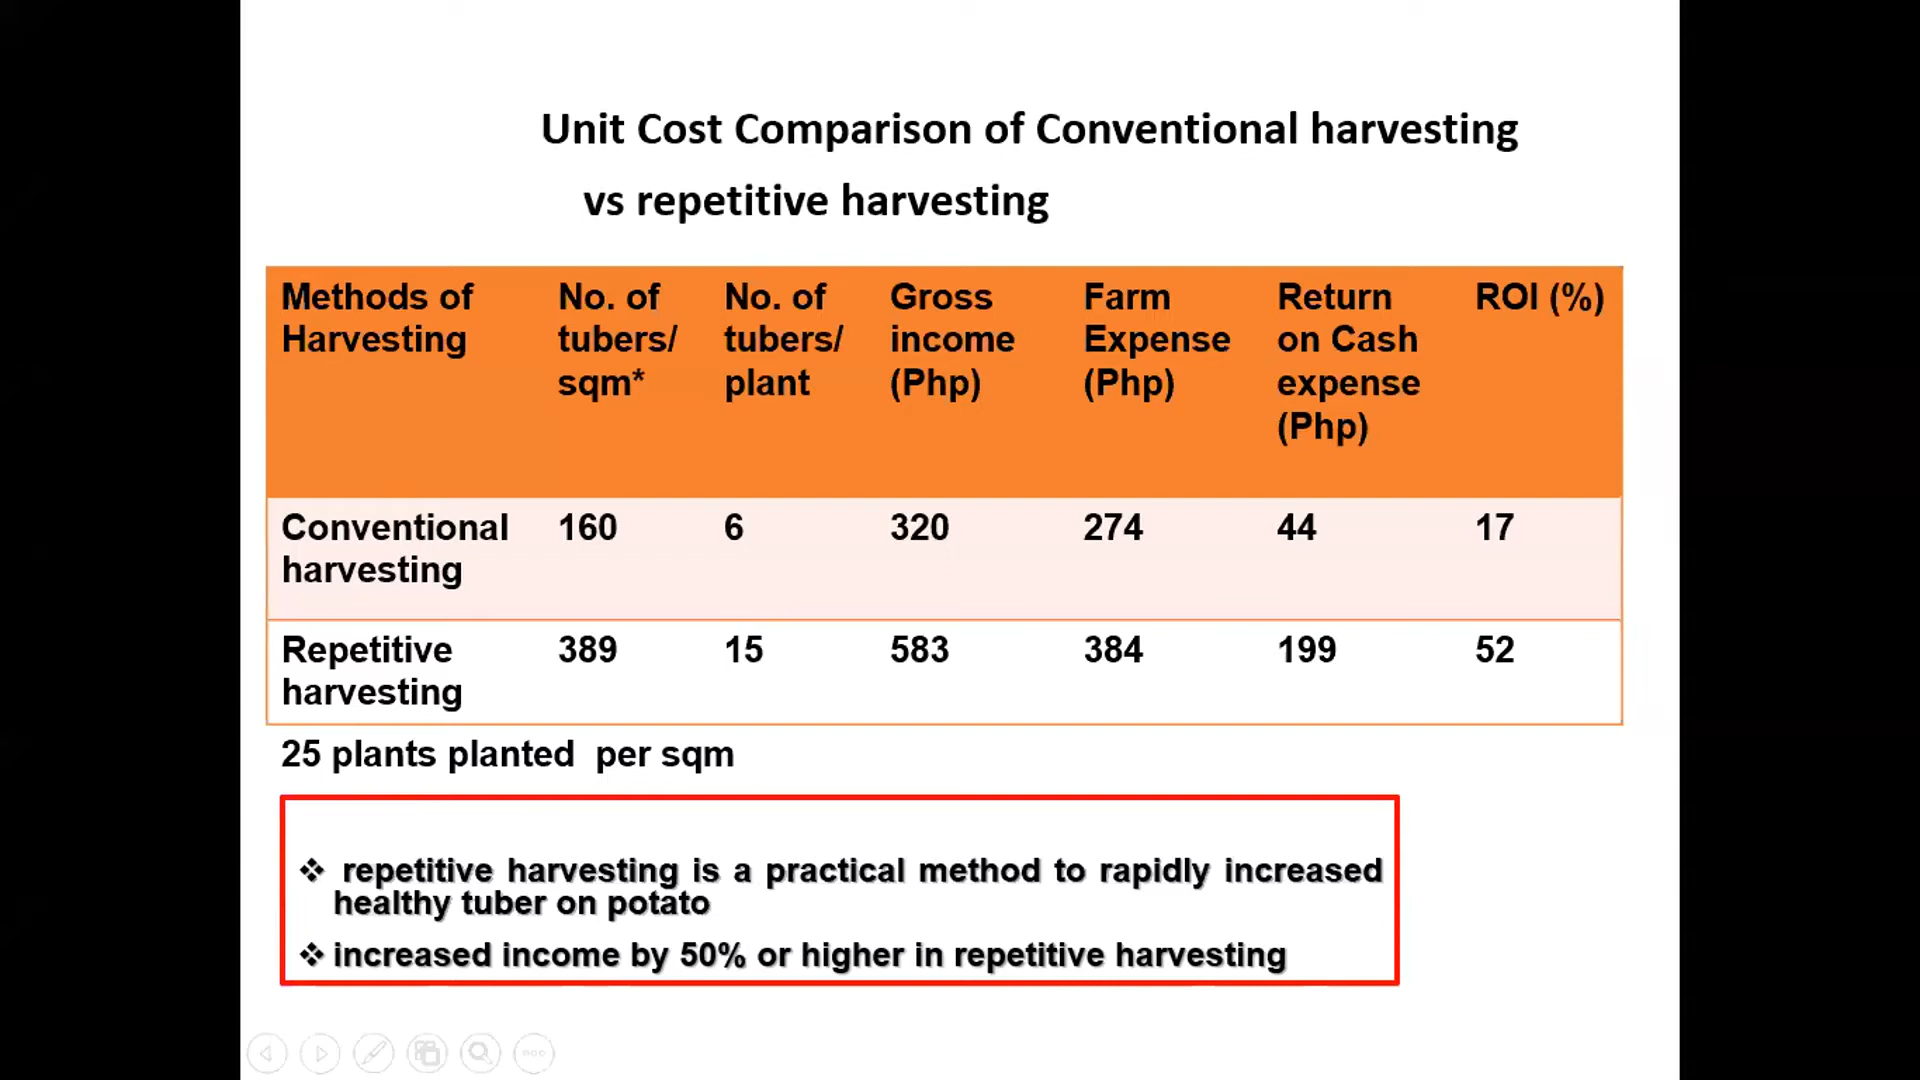 Unit Cost Comparison of Conventional harvesting
vs repetitive harvesting
Methods of Harvesting No. of tubers/ sqm* No. of tubers/ plant Gross income (Php) Farm Expense (Php) Return on Cash expense (Php) ROI (%)
Conventional harvesting 160 6 320 274 44 17
Repetitive harvesting 389 15 583 384 199 52
25 plants planted per sqm
❖ repetitive harvesting is a practical method to rapidly increased
healthy tuber on potato
❖ increased income by 50% or higher in repetitive harvesting